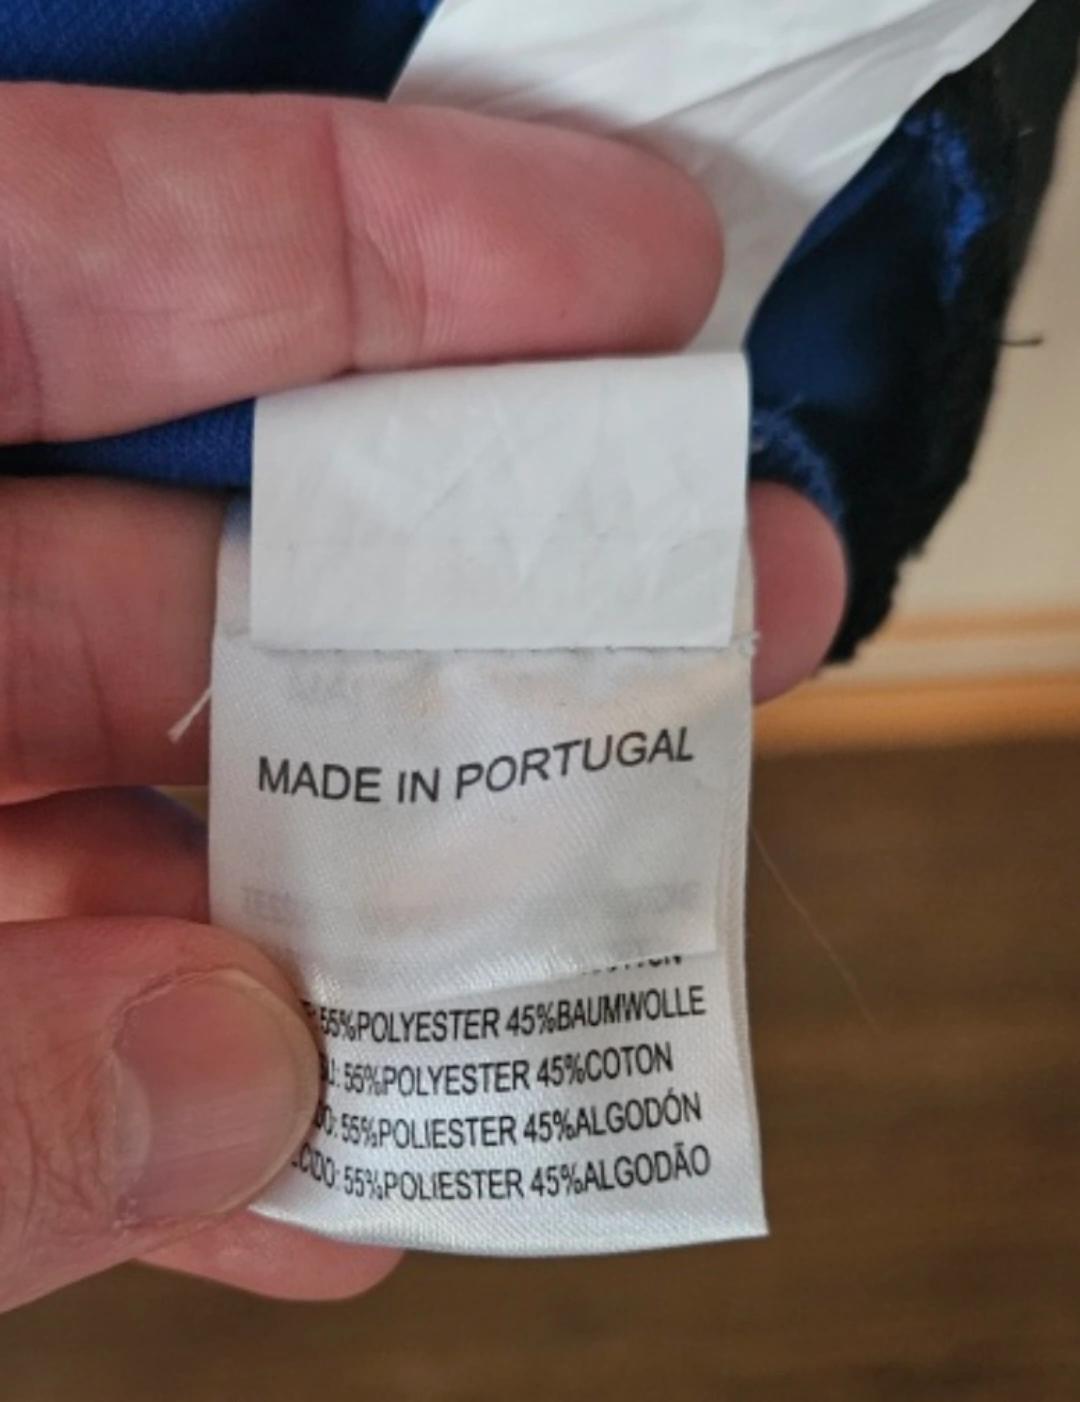 MADE IN PORTUGAL
55%POLYESTER 45%BAUMWOLLE
55%POLYESTER 45%COTON
55%POLIESTER 45%ALGODÓN
55%POLIESTER 45%ALGODÃO